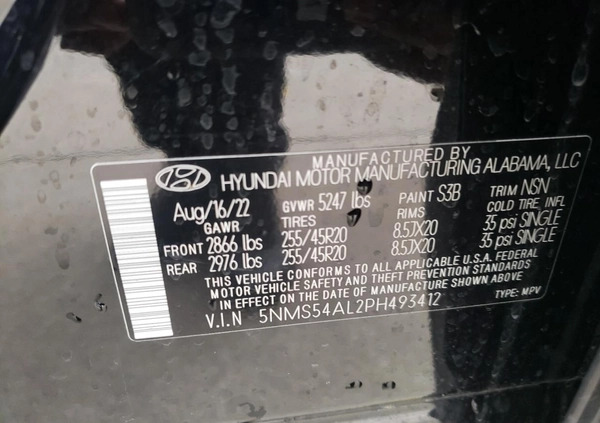 MANUFACTURED BY
HYUNDAI MOTOR MANUFACTURING ALABAMA, LLC
Aug/16/22 GVWR 5247 lbs PAINT S3B TRIM NSN
GAWR TIRES RIMS COLD TIRE, INFL
FRONT 2866 lbs 255/45R20 8.5JX20 35 psi SINGLE
REAR 2976 lbs 255/45R20 8.5JX20 35 psi SINGLE
THIS VEHICLE CONFORMS TO ALL APPLICABLE U.S.A. FEDERAL
MOTOR VEHICLE SAFETY AND THEFT PREVENTION STANDARDS
IN EFFECT ON THE DATE OF MANUFACTURE SHOWN ABOVE
V.I.N 5NMS54AL2PH493412 TYPE: MPV